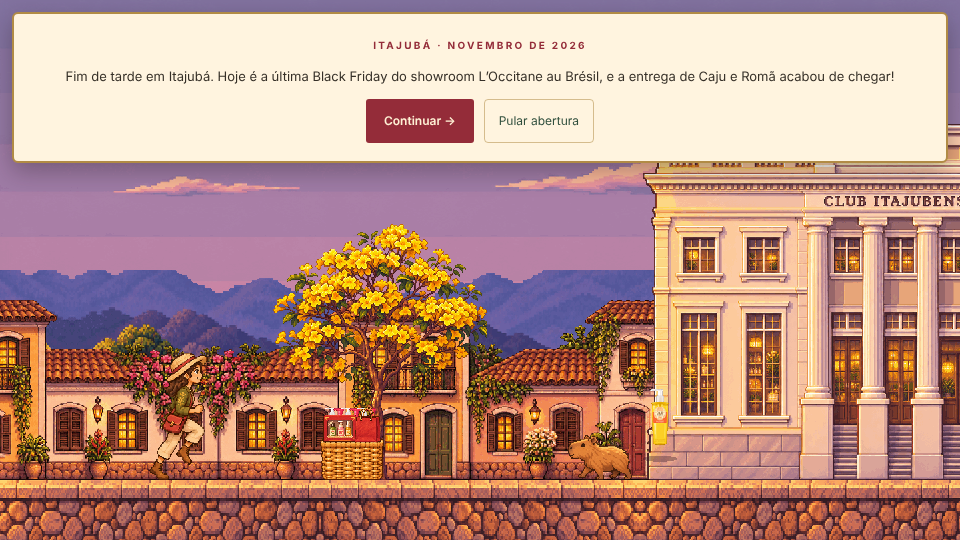 ITAJUBÁ · NOVEMBRO DE 2026
Fim de tarde em Itajubá. Hoje é a última Black Friday do showroom L’Occitane au Brésil, e a entrega de Caju e Romã acabou de chegar!
Continuar →
Pular abertura
CLUB ITAJUBENS